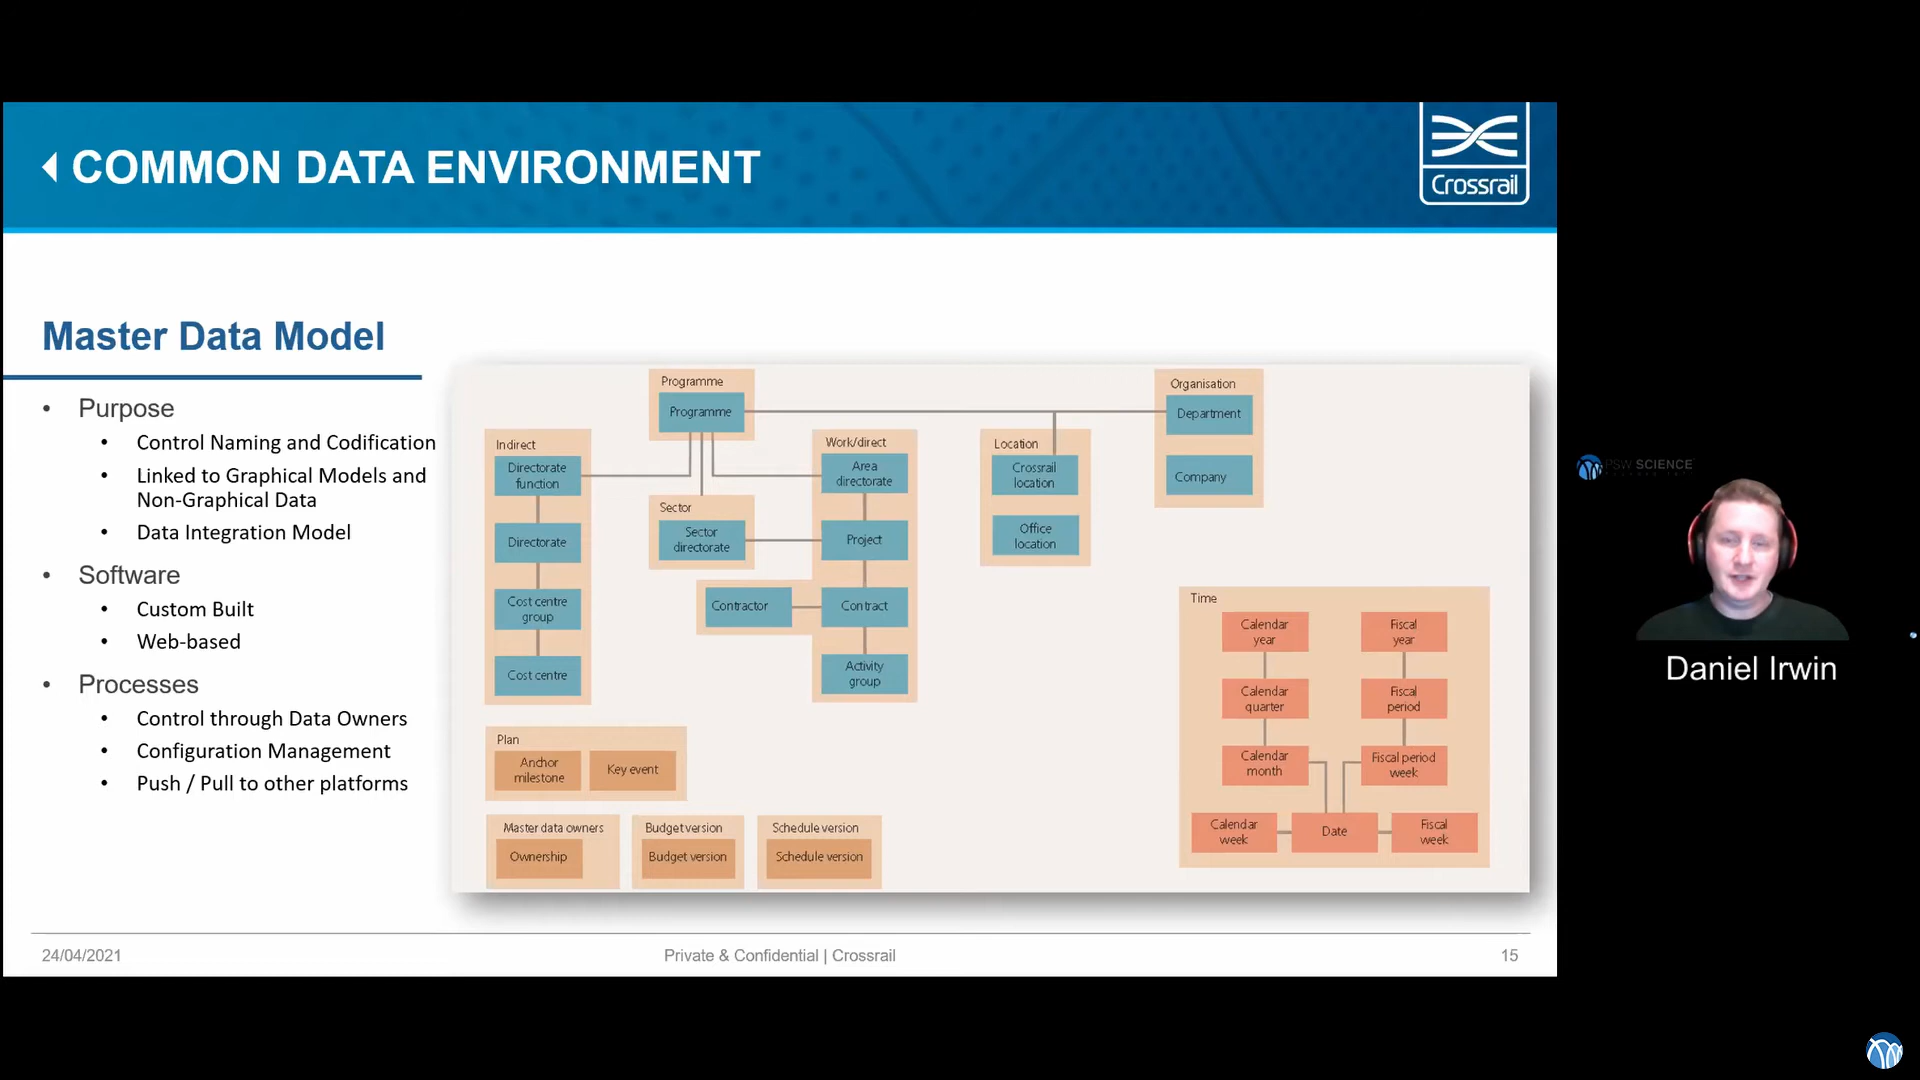 COMMON DATA ENVIRONMENT
Crossrail
Master Data Model
• Purpose
• Control Naming and Codification
• Linked to Graphical Models and
Non-Graphical Data
• Data Integration Model
• Software
• Custom Built
• Web-based
• Processes
• Control through Data Owners
• Configuration Management
• Push / Pull to other platforms
Programme
Programme
Organisation
Department
Company
Indirect
Directorate
function
Directorate
Cost centre
group
Cost centre
Sector
Sector
directorate
Contractor
Work/direct
Area
directorate
Project
Contract
Activity
group
Location
Crossrail
location
Office
location
Time
Calendar
year
Fiscal
year
Calendar
quarter
Fiscal
period
Calendar
month
Fiscal period
week
Calendar
week
Date
Fiscal
week
Plan
Anchor
milestone
Key event
Master data owners
Ownership
Budget version
Budget version
Schedule version
Schedule version
24/04/2021
Private & Confidential | Crossrail
15
PSW SCIENCE
Daniel Irwin